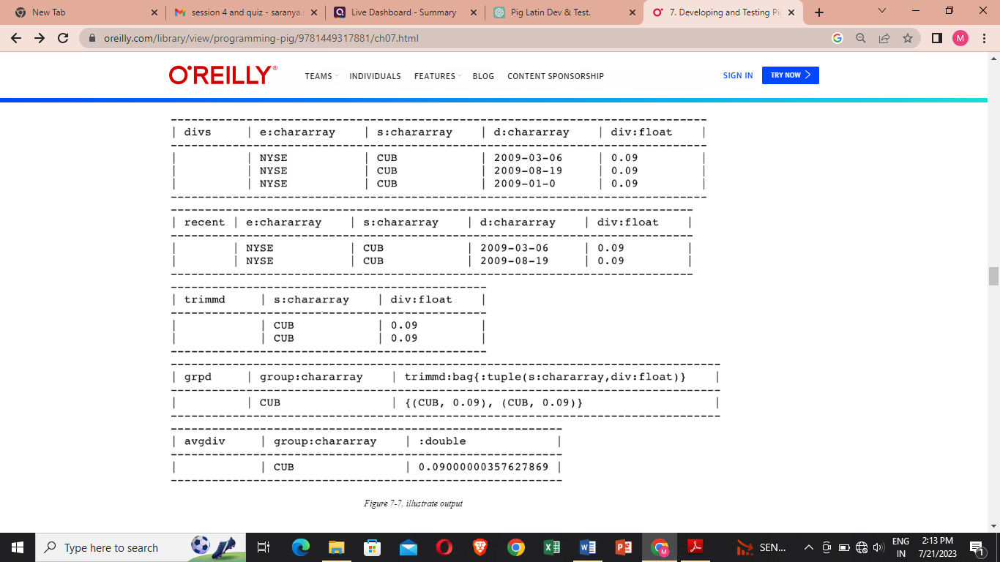 New Tab
session 4 and quiz - saranya.
Live Dashboard - Summary
Pig Latin Dev & Test.
7. Developing and Testing Pig
oreilly.com/library/view/programming-pig/9781449317881/ch07.html
M
O'REILLY®
TEAMS INDIVIDUALS FEATURES BLOG CONTENT SPONSORSHIP
SIGN IN TRY NOW
| divs | e:chararray | s:chararray | d:chararray | div:float |
| | NYSE | CUB | 2009-03-06 | 0.09 |
| | NYSE | CUB | 2009-08-19 | 0.09 |
| | NYSE | CUB | 2009-01-0 | 0.09 |
| recent | e:chararray | s:chararray | d:chararray | div:float |
| | NYSE | CUB | 2009-03-06 | 0.09 |
| | NYSE | CUB | 2009-08-19 | 0.09 |
| trimmd | s:chararray | div:float |
| | CUB | 0.09 |
| | CUB | 0.09 |
| grpd | group:chararray | trimmd:bag{:tuple(s:chararray,div:float)} |
| | CUB | {(CUB, 0.09), (CUB, 0.09)} |
| avgdiv | group:chararray | :double |
| | CUB | 0.09000000357627869 |
Figure 7-7. illustrate output
Type here to search
SEN...
ENG
IN
2:13 PM
7/21/2023
1